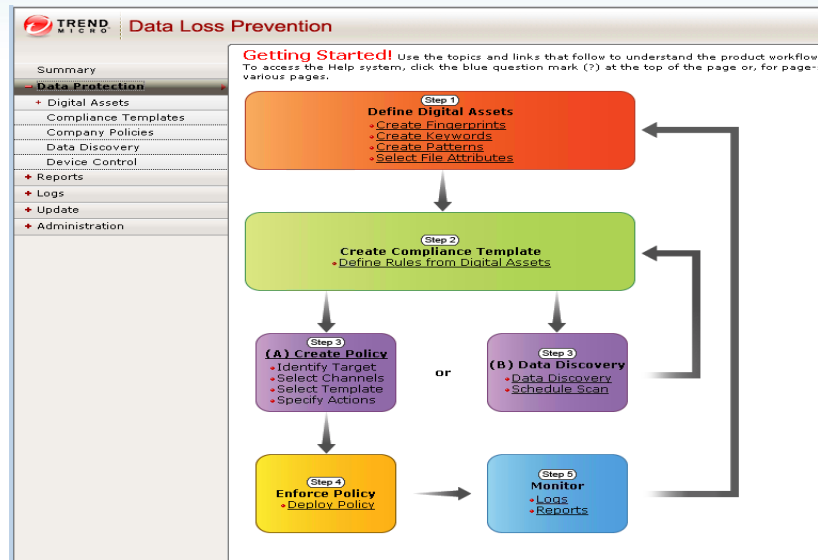 TREND MICRO Data Loss Prevention
Summary
Data Protection
Digital Assets
Compliance Templates
Company Policies
Data Discovery
Device Control
Reports
Logs
Update
Administration
Getting Started! Use the topics and links that follow to understand the product workflow
To access the Help system, click the blue question mark (?) at the top of the page or, for page-
various pages.
Step 1
Define Digital Assets
Create Fingerprints
Create Keywords
Create Patterns
Select File Attributes
Step 2
Create Compliance Template
Define Rules from Digital Assets
Step 3
(A) Create Policy
Identify Target
Select Channels
Select Template
Specify Actions
or
Step 3
(B) Data Discovery
Data Discovery
Schedule Scan
Step 4
Enforce Policy
Deploy Policy
Step 5
Monitor
Logs
Reports